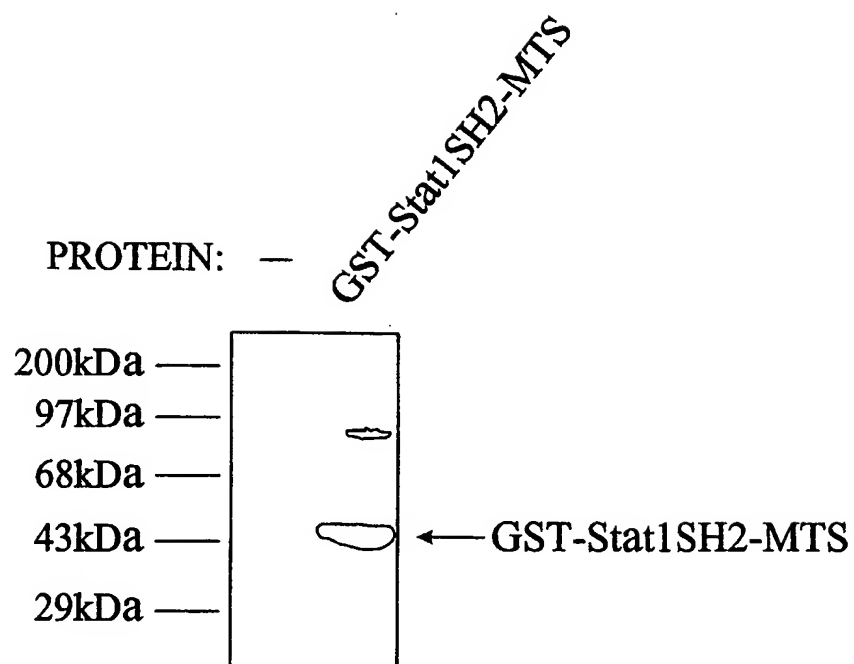 GST-Stat1SH2-MTS
PROTEIN: –
200kDa
97kDa
68kDa
43kDa
GST-Stat1SH2-MTS
29kDa